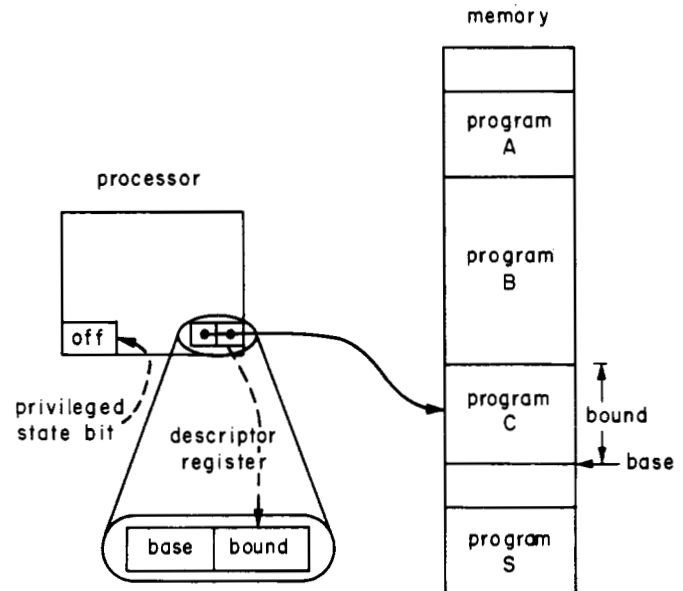 memory
program
A
processor
program
B
off
privileged
state bit
descriptor
register
program
C
bound
base
base
bound
program
S